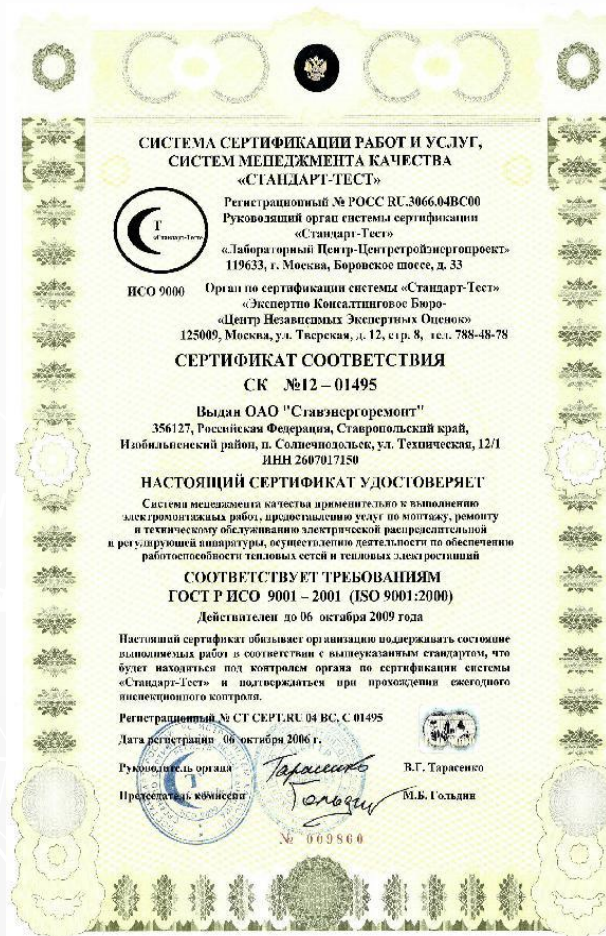 СИСТЕМА СЕРТИФИКАЦИИ РАБОТ И УСЛУГ,
СИСТЕМ МЕНЕДЖМЕНТА КАЧЕСТВА
«СТАНДАРТ-ТЕСТ»
Регистрационный № РОСС RU.3066.04ВС00
Руководящий орган системы сертификации
«Стандарт-Тест»
«Лабораторный Центр-Центрстройэнергопроект»
119633, г. Москва, Боровское шоссе, д. 33
Т
«Стандарт-Тест»
ИСО 9000
Орган по сертификации системы «Стандарт-Тест»
«Экспертно Консалтинговое Бюро-
«Центр Независимых Экспертных Оценок»
125009, Москва, ул. Тверская, д. 12, стр. 8, тел. 788-48-78
СЕРТИФИКАТ СООТВЕТСТВИЯ
СК №12 – 01495
Выдан ОАО "Ставэнергоремонт"
356127, Российская Федерация, Ставропольский край,
Изобильненский район, п. Солнечнодольск, ул. Техническая, 12/1
ИНН 2607017150
НАСТОЯЩИЙ СЕРТИФИКАТ УДОСТОВЕРЯЕТ
Система менеджмента качества применительно к выполнению
электромонтажных работ, предоставлению услуг по монтажу, ремонту
и техническому обслуживанию электрической распределительной
и регулирующей аппаратуры, осуществлению деятельности по обеспечению
работоспособности тепловых сетей и тепловых электростанций
СООТВЕТСТВУЕТ ТРЕБОВАНИЯМ
ГОСТ Р ИСО 9001 – 2001 (ISO 9001:2000)
Действителен до 06 октября 2009 года
Настоящий сертификат обязывает организацию поддерживать состояние
выполняемых работ в соответствии с вышеуказанным стандартом, что
будет находиться под контролем органа по сертификации системы
«Стандарт-Тест» и подтверждаться при прохождении ежегодного
инспекционного контроля.
Регистрационный № СТ СЕРТ.RU 04 ВС, С 01495
Дата регистрации 06 октября 2006 г.
Руководитель органа Тарасенко В.Г. Тарасенко
Председатель комиссии Гольдин М.Б. Гольдин
№ 009860